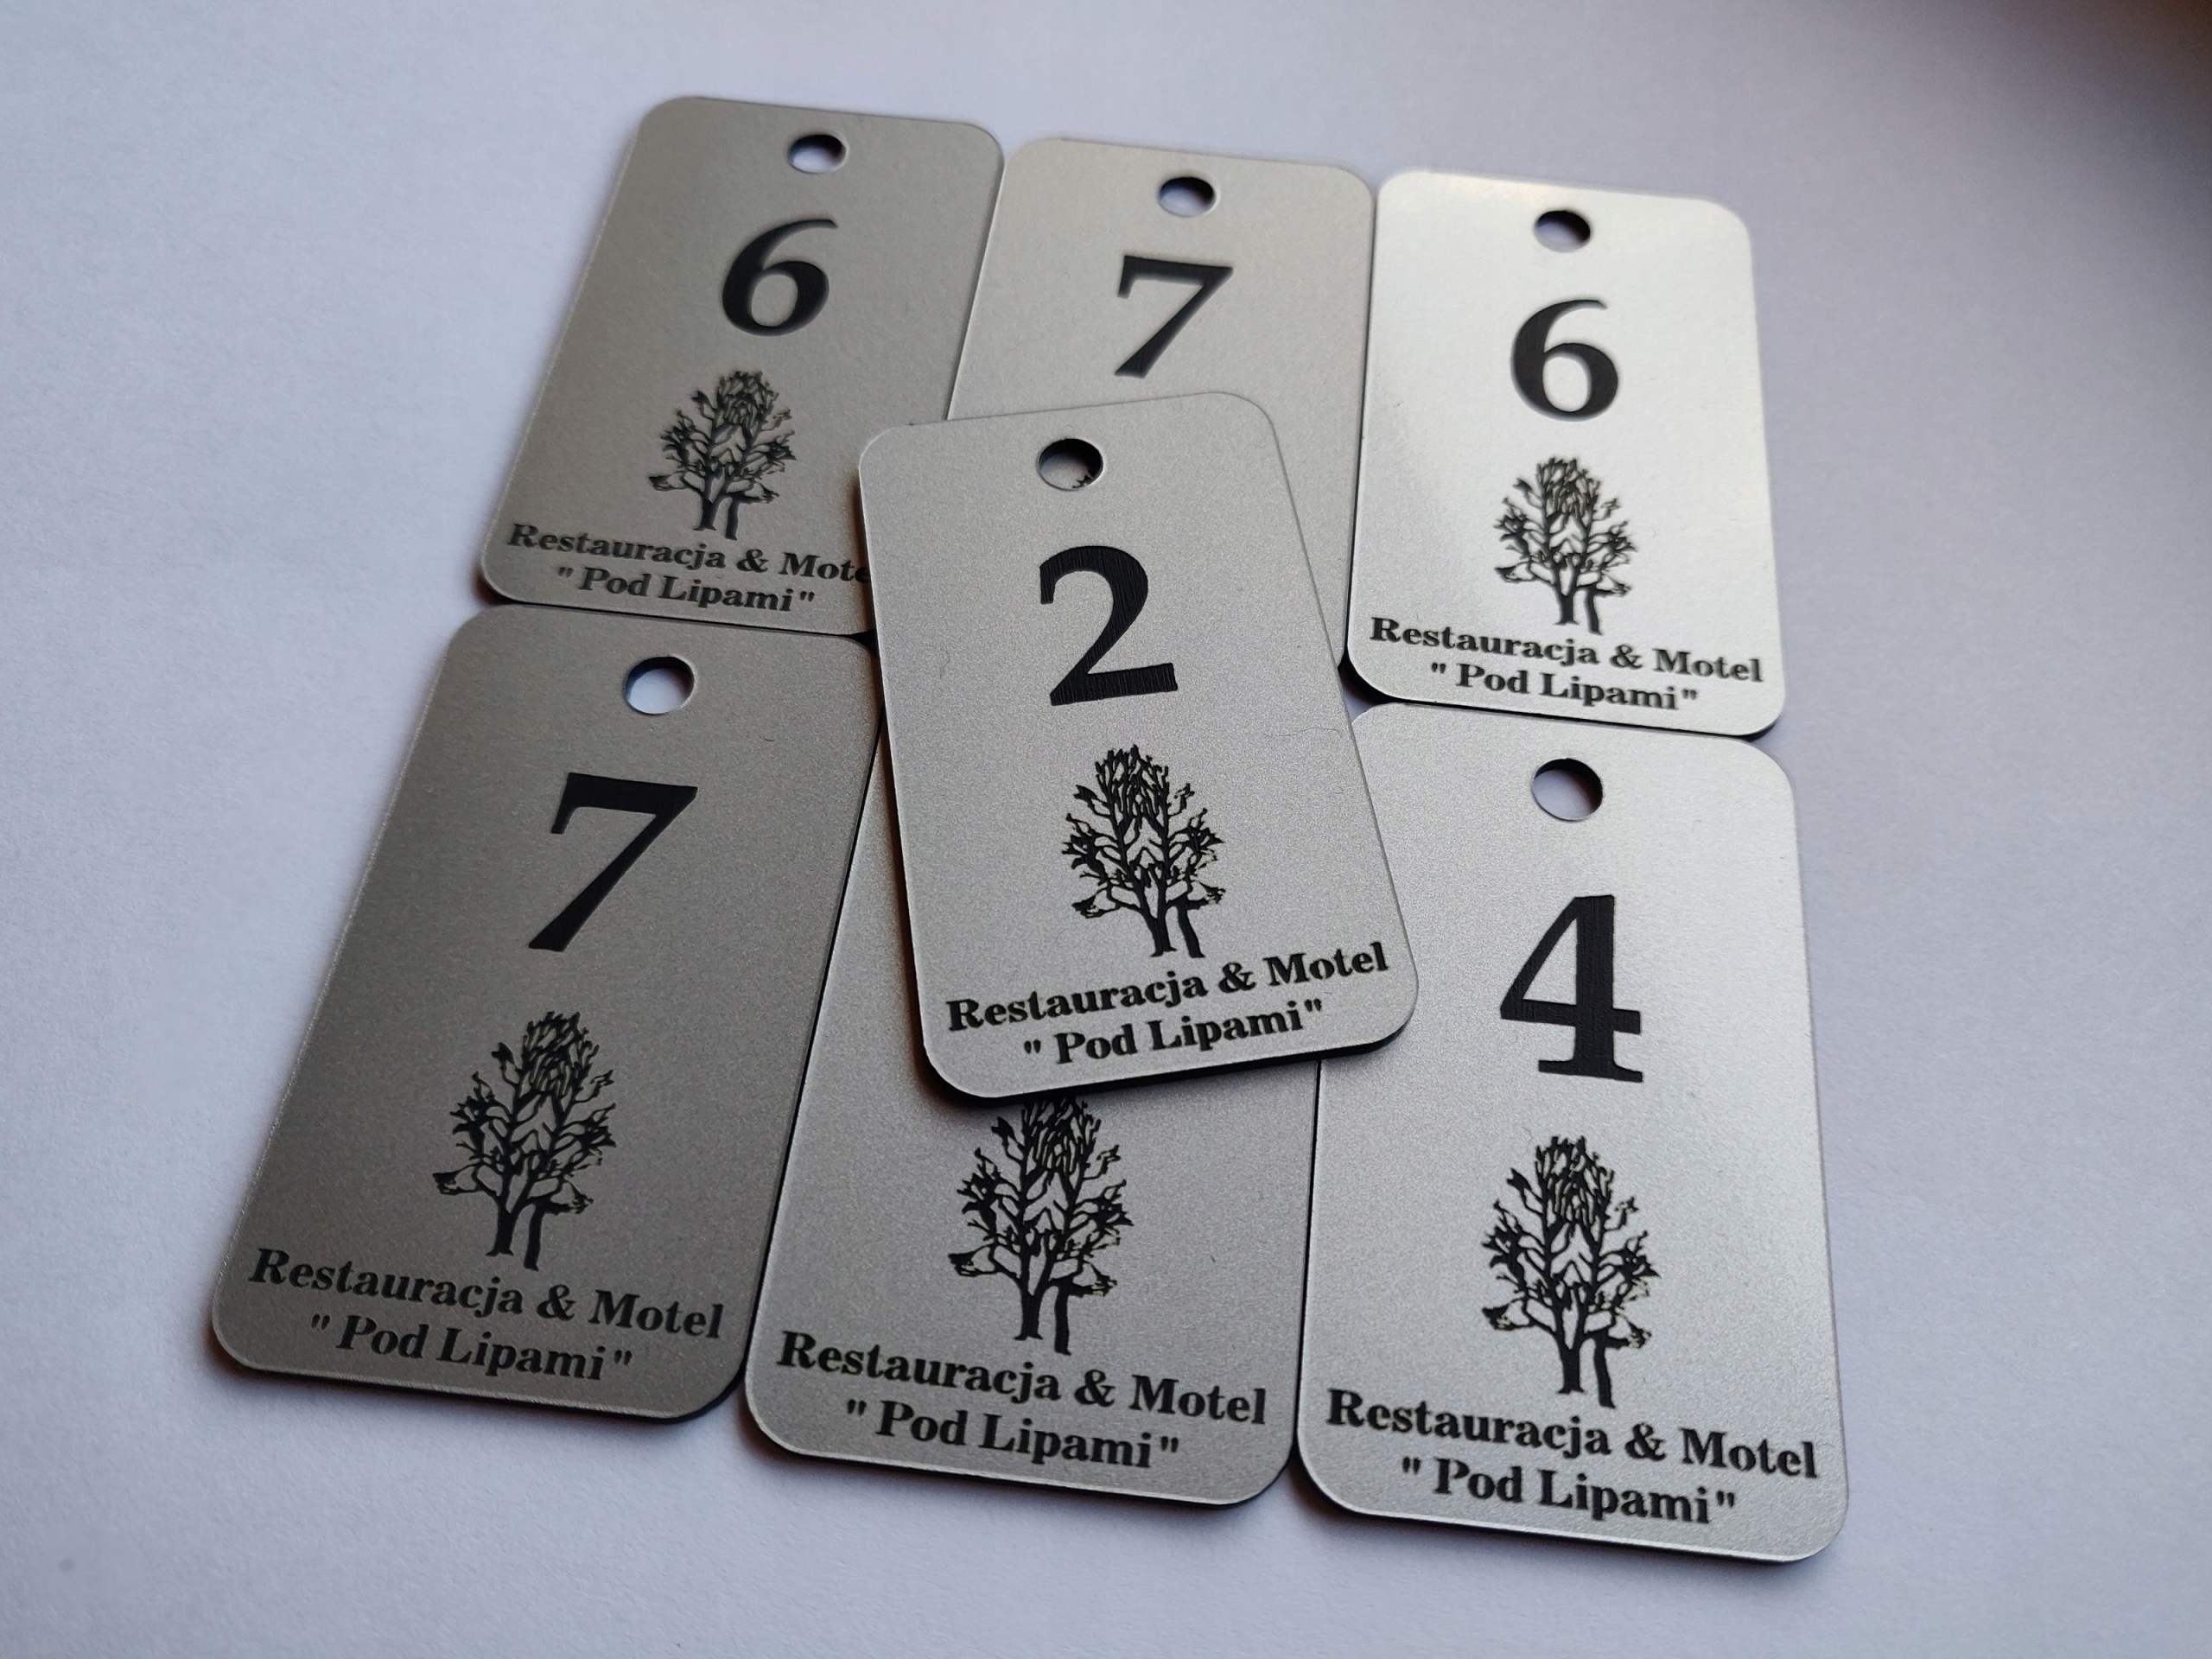 6
Restauracja & Mote
" Pod Lipami"
7
6
Restauracja & Motel
" Pod Lipami"
2
Restauracja & Motel
" Pod Lipami"
7
Restauracja & Motel
" Pod Lipami"
Restauracja & Motel
" Pod Lipami"
4
Restauracja & Motel
" Pod Lipami"